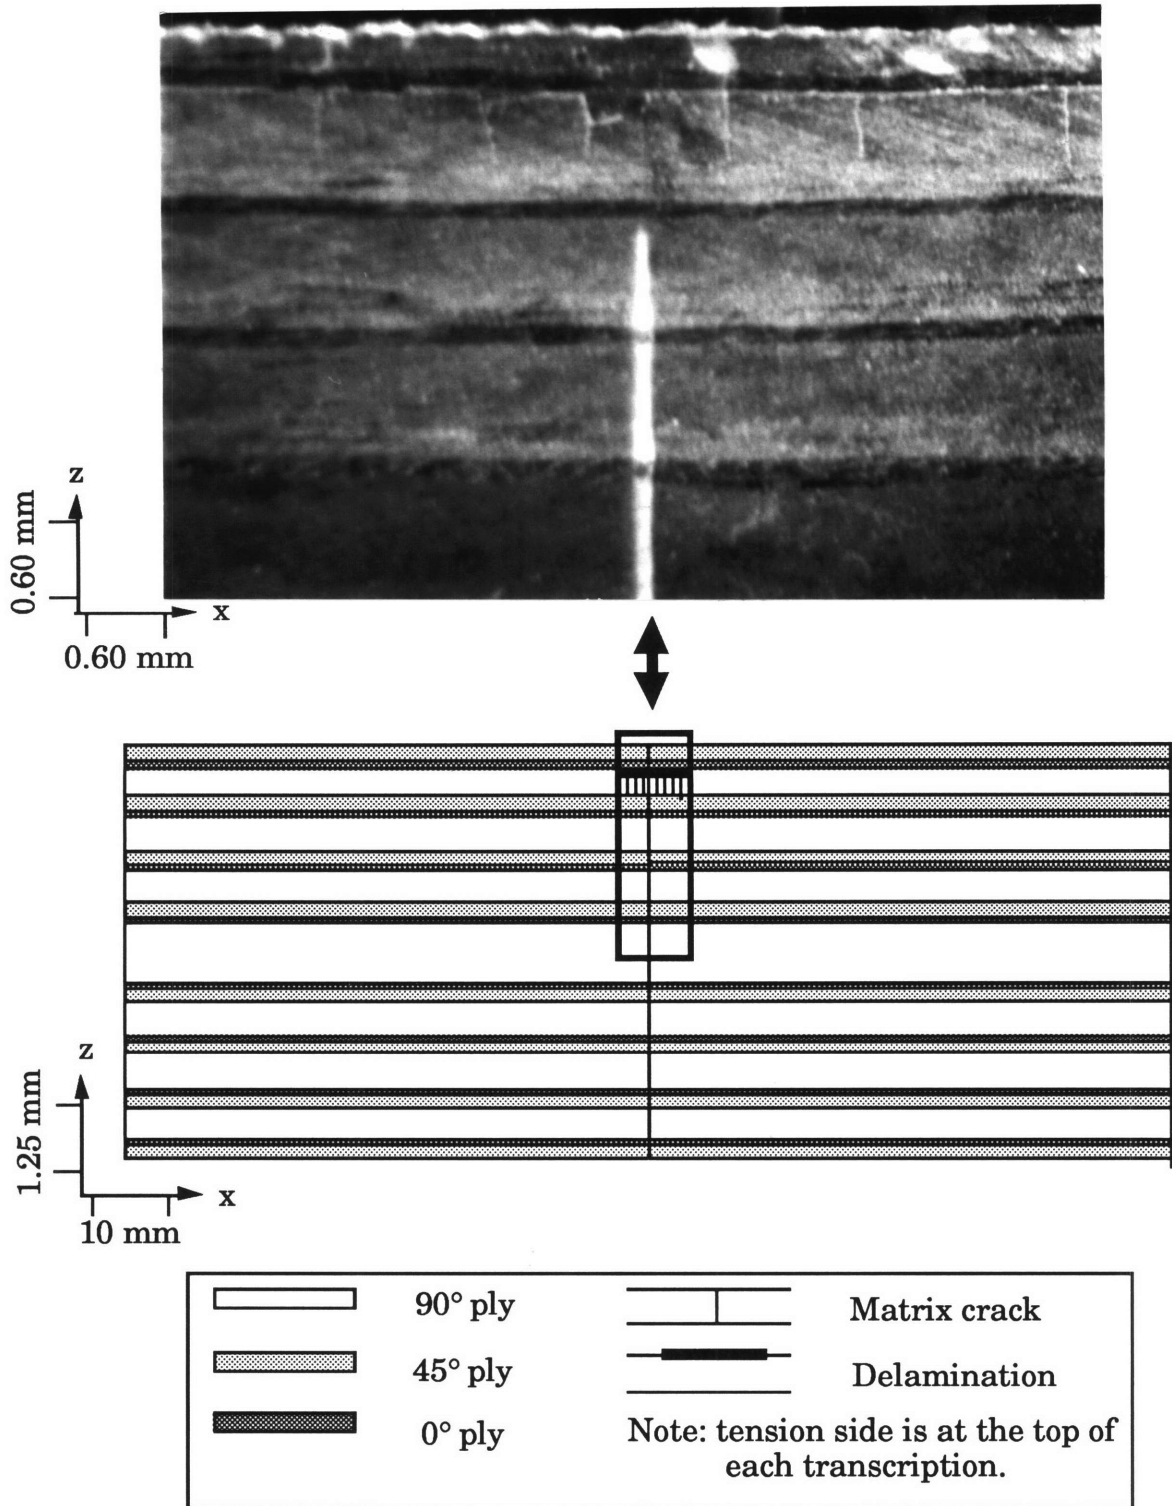 z
0.60 mm
x
0.60 mm
z
1.25 mm
x
10 mm
90° ply
Matrix crack
45° ply
Delamination
0° ply
Note: tension side is at the top of
each transcription.